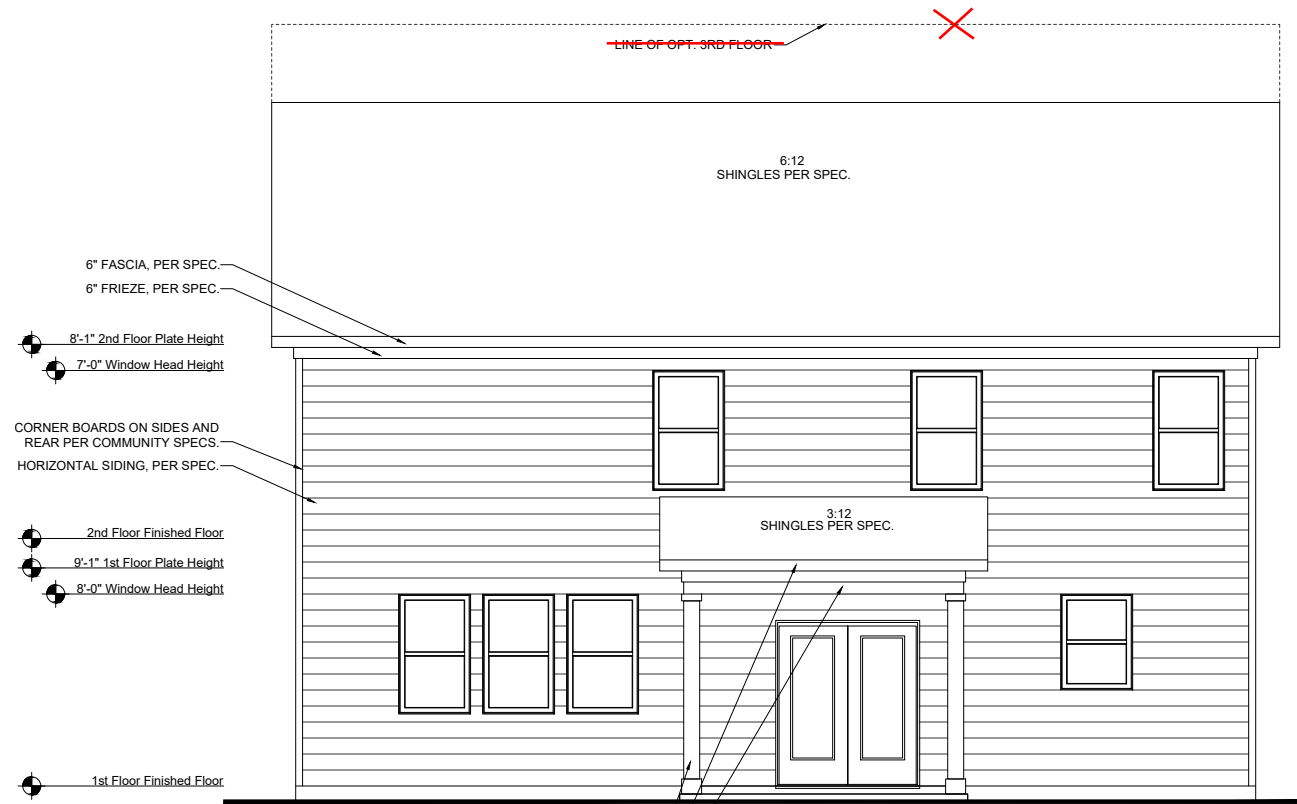 LINE OF OPT. 3RD FLOOR
6:12
SHINGLES PER SPEC.
6" FASCIA, PER SPEC.
6" FRIEZE, PER SPEC.
8'-1" 2nd Floor Plate Height
7'-0" Window Head Height
CORNER BOARDS ON SIDES AND
REAR PER COMMUNITY SPECS.
HORIZONTAL SIDING, PER SPEC.
3:12
SHINGLES PER SPEC.
2nd Floor Finished Floor
9'-1" 1st Floor Plate Height
8'-0" Window Head Height
1st Floor Finished Floor